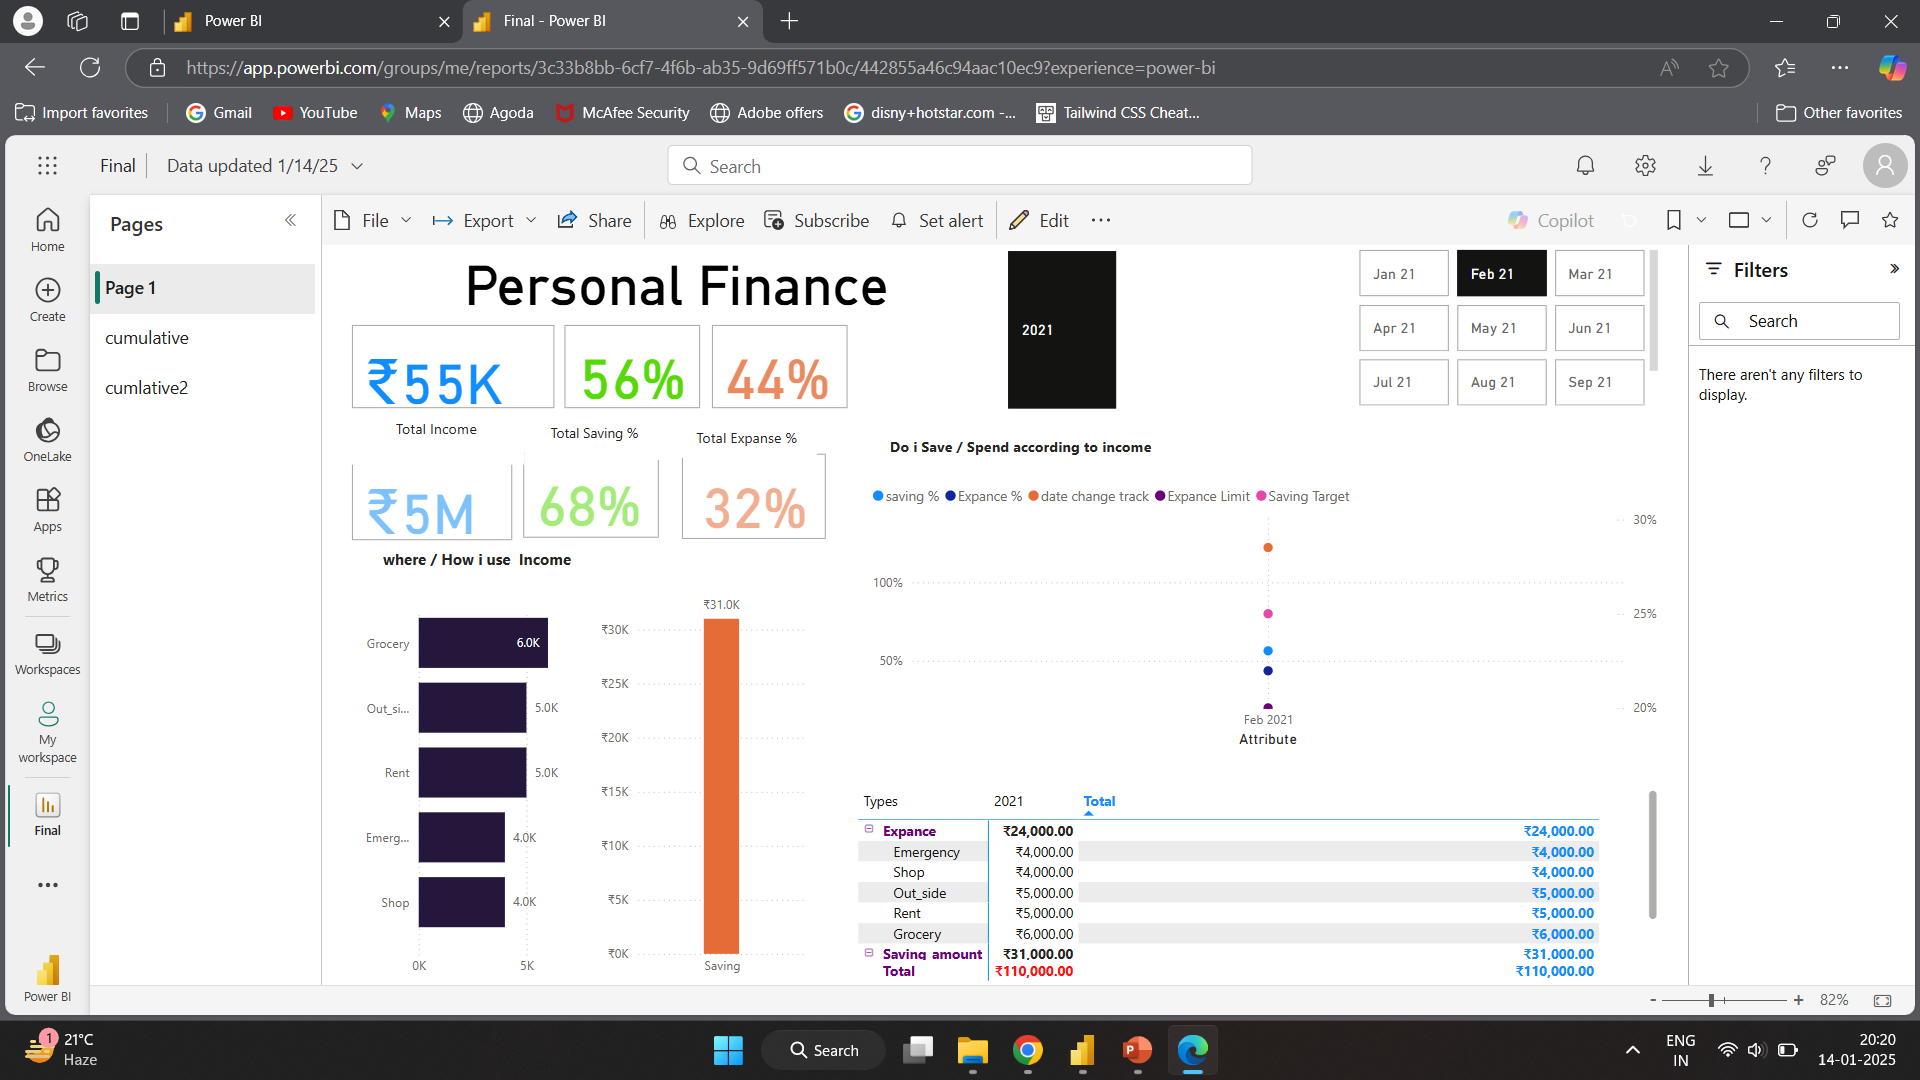 Power BI
Final - Power BI
https://app.powerbi.com/groups/me/reports/3c33b8bb-6cf7-4f6b-ab35-9d69ff571b0c/442855a46c94aac10ec9?experience=power-bi
Import favorites
Gmail
YouTube
Maps
Agoda
McAfee Security
Adobe offers
disny+hotstar.com -...
Tailwind CSS Cheat...
Other favorites
Final
Data updated 1/14/25
Search
Home
Create
Browse
OneLake
Apps
Metrics
Workspaces
My
workspace
Final
Power BI
Pages
Page 1
cumulative
cumlative2
File
Export
Share
Explore
Subscribe
Set alert
Edit
Copilot
Personal Finance
2021
Jan 21
Feb 21
Mar 21
Apr 21
May 21
Jun 21
Jul 21
Aug 21
Sep 21
₹55K
56%
44%
Total Income
Total Saving %
Total Expanse %
₹5M
68%
32%
where / How i use  Income
Grocery
6.0K
Out_si...
5.0K
Rent
5.0K
Emerg...
4.0K
Shop
4.0K
0K
5K
₹31.0K
₹30K
₹25K
₹20K
₹15K
₹10K
₹5K
₹0K
Saving
Do i Save / Spend according to income
saving %
Expance %
date change track
Expance Limit
Saving Target
100%
50%
30%
25%
20%
Feb 2021
Attribute
Types 2021 Total
Expance ₹24,000.00 ₹24,000.00
Emergency ₹4,000.00 ₹4,000.00
Shop ₹4,000.00 ₹4,000.00
Out_side ₹5,000.00 ₹5,000.00
Rent ₹5,000.00 ₹5,000.00
Grocery ₹6,000.00 ₹6,000.00
Saving amount ₹31,000.00 ₹31,000.00
Total ₹110,000.00 ₹110,000.00
Filters
Search
There aren't any filters to
display.
82%
1
21°C
Haze
Search
ENG
IN
20:20
14-01-2025